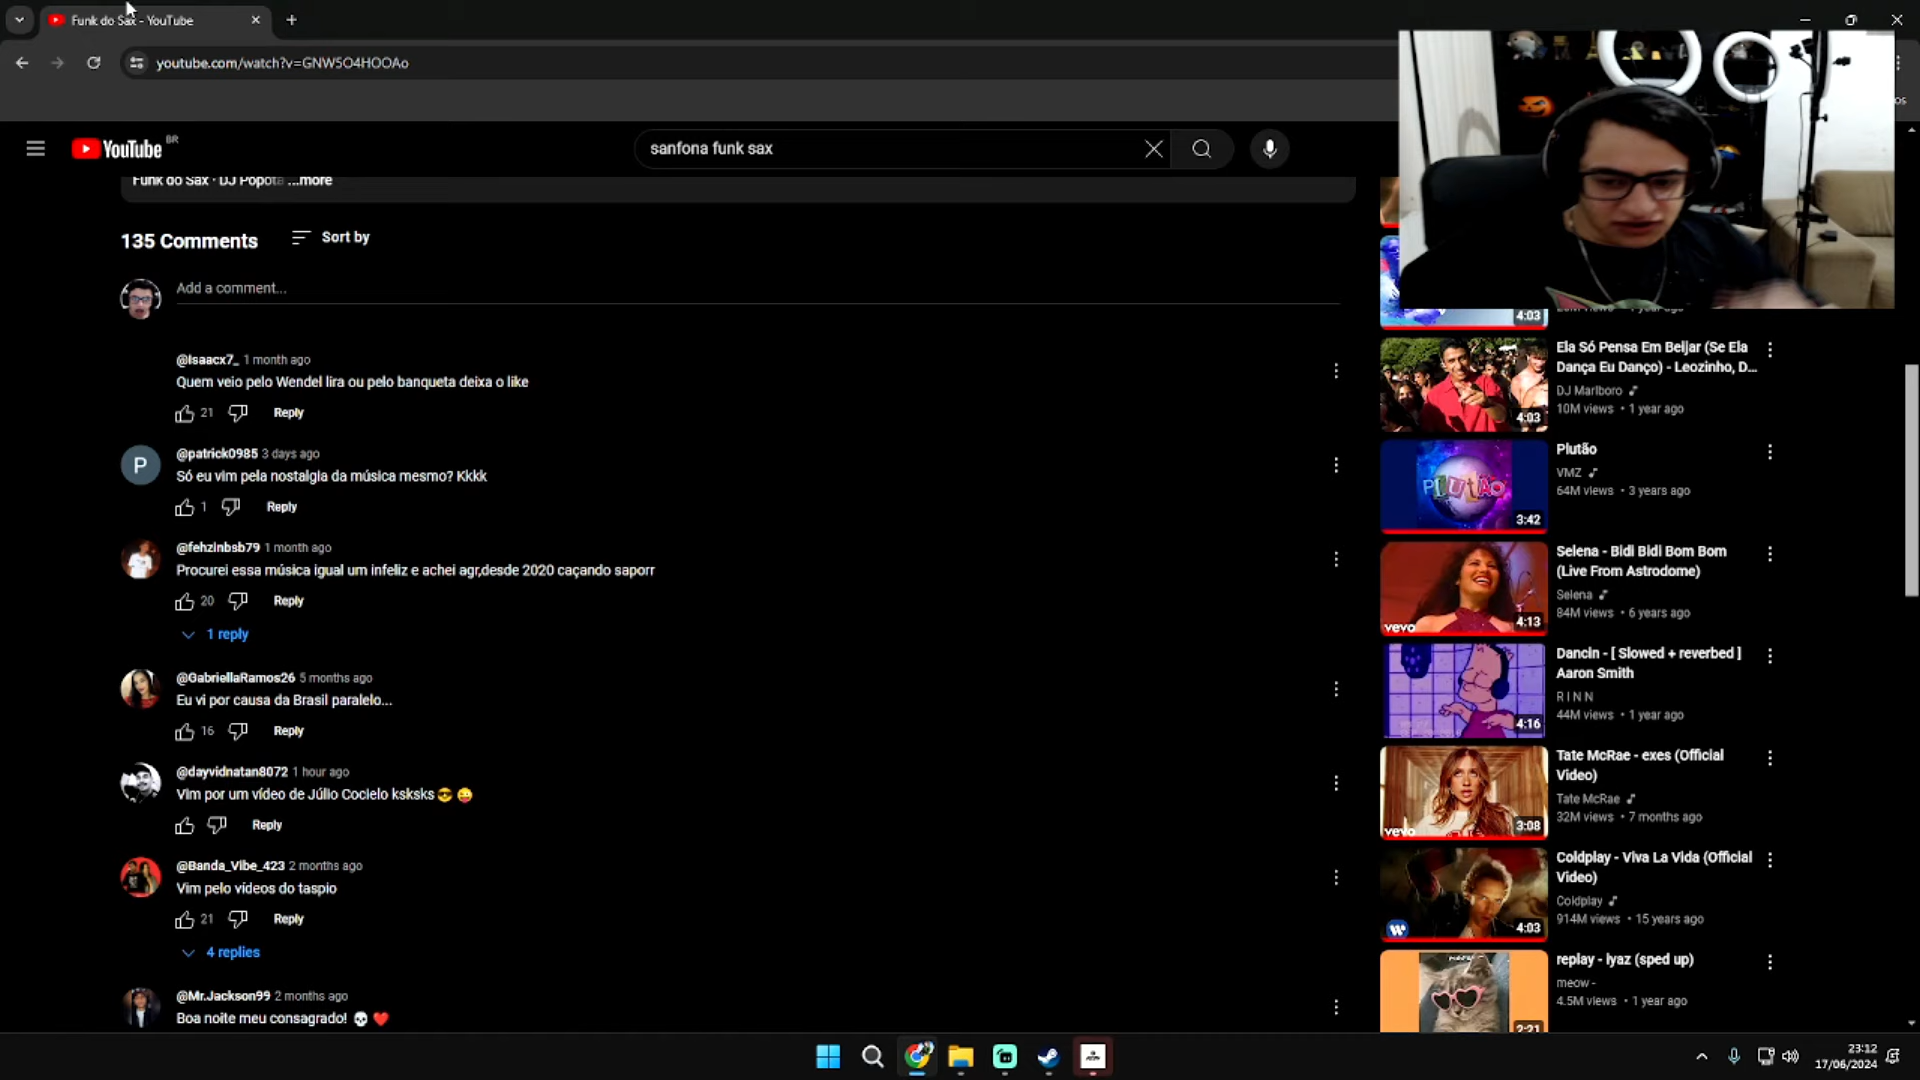 Funk do Sax - YouTube
youtube.com/watch?v=GNW5O4HOOAo
YouTube BR
sanfona funk sax
Funk do Sax · DJ Popota ...more
135 Comments
Sort by
Add a comment...
@Isaacx7_ 1 month ago
Quem veio pelo Wendel lira ou pelo banqueta deixa o like
21 Reply
P
@patrick0985 3 days ago
Só eu vim pela nostalgia da música mesmo? Kkkk
1 Reply
@fehzinbsb79 1 month ago
Procurei essa música igual um infeliz e achei agr,desde 2020 caçando saporr
20 Reply
1 reply
@GabriellaRamos26 5 months ago
Eu vi por causa da Brasil paralelo...
16 Reply
@dayvidnatan8072 1 hour ago
Vim por um vídeo de Júlio Cocielo ksksks😎😜
Reply
@Banda_Vibe_423 2 months ago
Vim pelo vídeos do taspio
21 Reply
4 replies
@Mr.Jackson99 2 months ago
Boa noite meu consagrado! 💀❤️
4:03
Ela Só Pensa Em Beijar (Se Ela
Dança Eu Danço) - Leozinho, D...
DJ Marlboro
10M views • 1 year ago
4:03
Plutão
VMZ
64M views • 3 years ago
PLUTÃO
3:42
Selena - Bidi Bidi Bom Bom
(Live From Astrodome)
Selena
84M views • 6 years ago
vevo
4:13
Dancin - [ Slowed + reverbed ]
Aaron Smith
R I N N
44M views • 1 year ago
4:16
Tate McRae - exes (Official
Video)
Tate McRae
32M views • 7 months ago
vevo
3:08
Coldplay - Viva La Vida (Official
Video)
Coldplay
914M views • 15 years ago
4:03
replay - Iyaz (sped up)
meow -
4.5M views • 1 year ago
2:21
23:12
17/06/2024